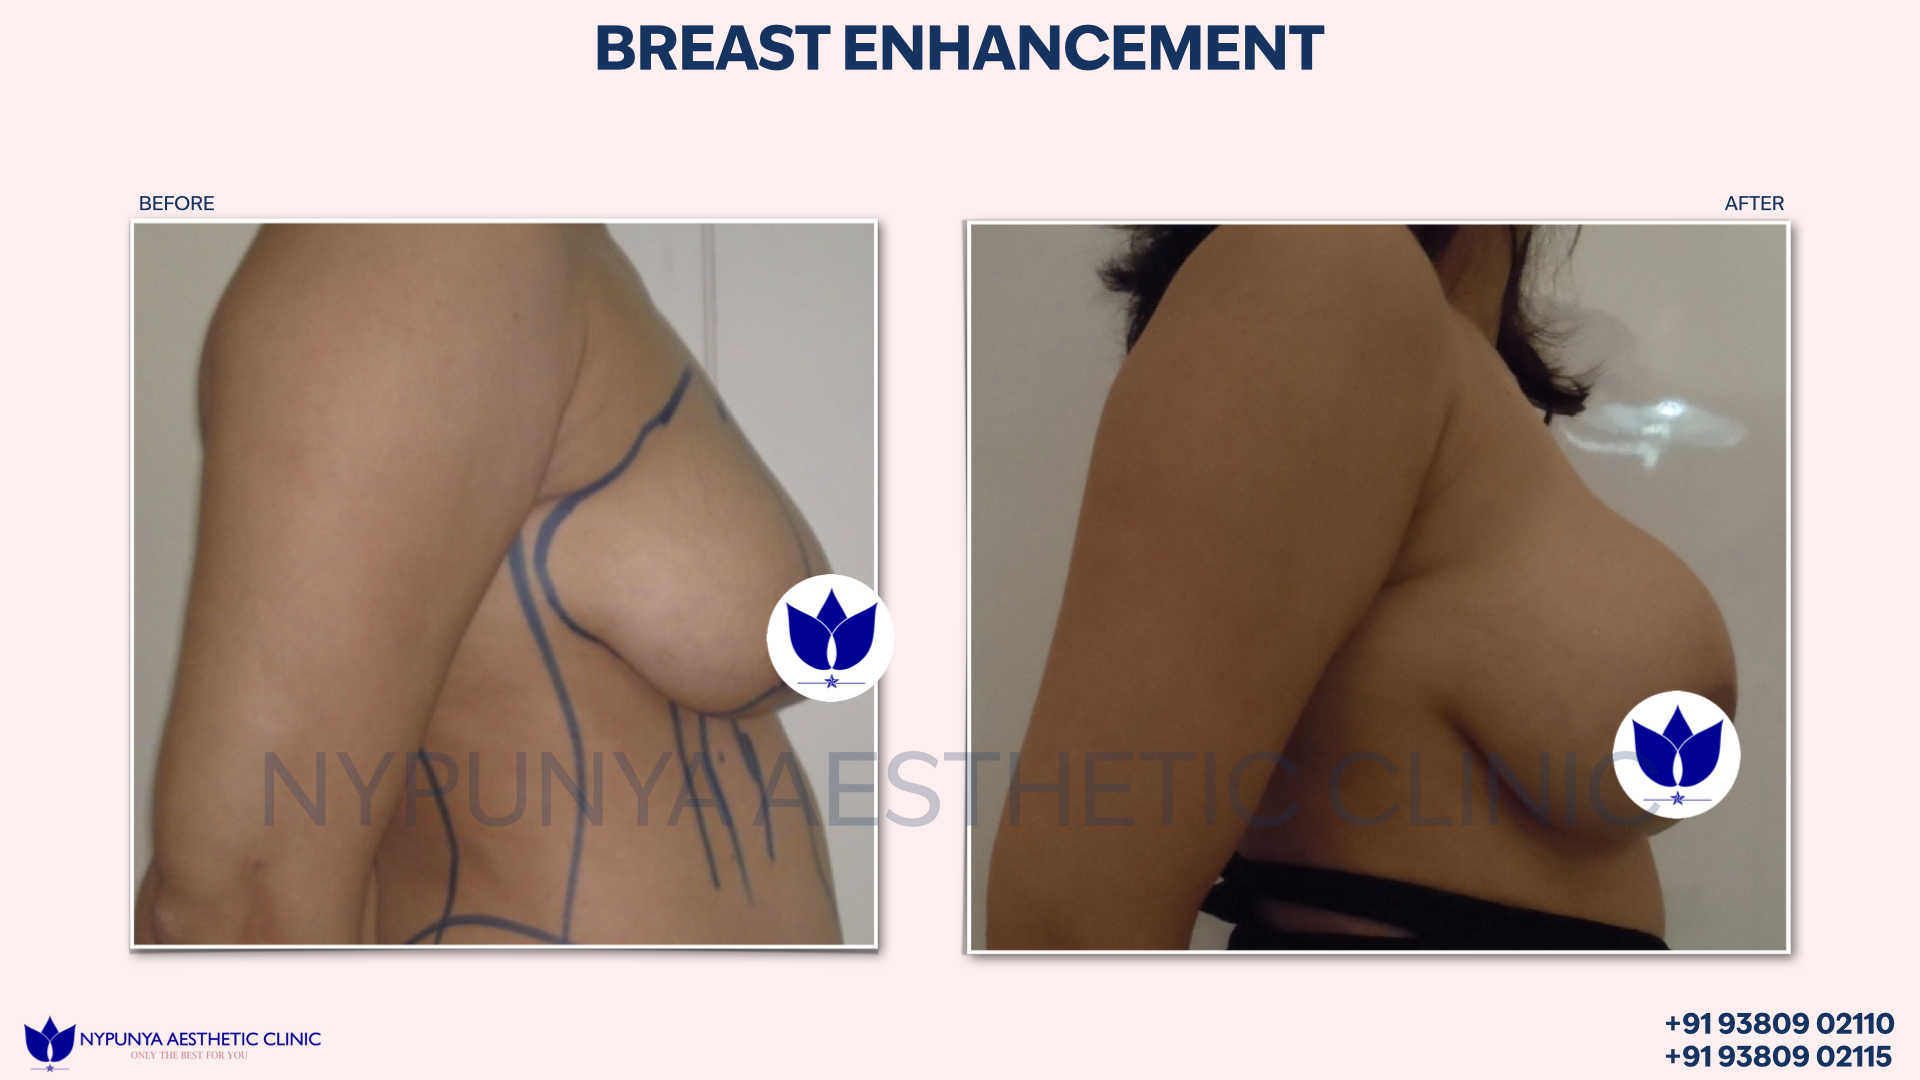 BREAST ENHANCEMENT
BEFORE
AFTER
NYPUNYA AESTHETIC CLINIC
NYPUNYA AESTHETIC CLINIC
ONLY THE BEST FOR YOU
+91 93809 02110
+91 93809 02115